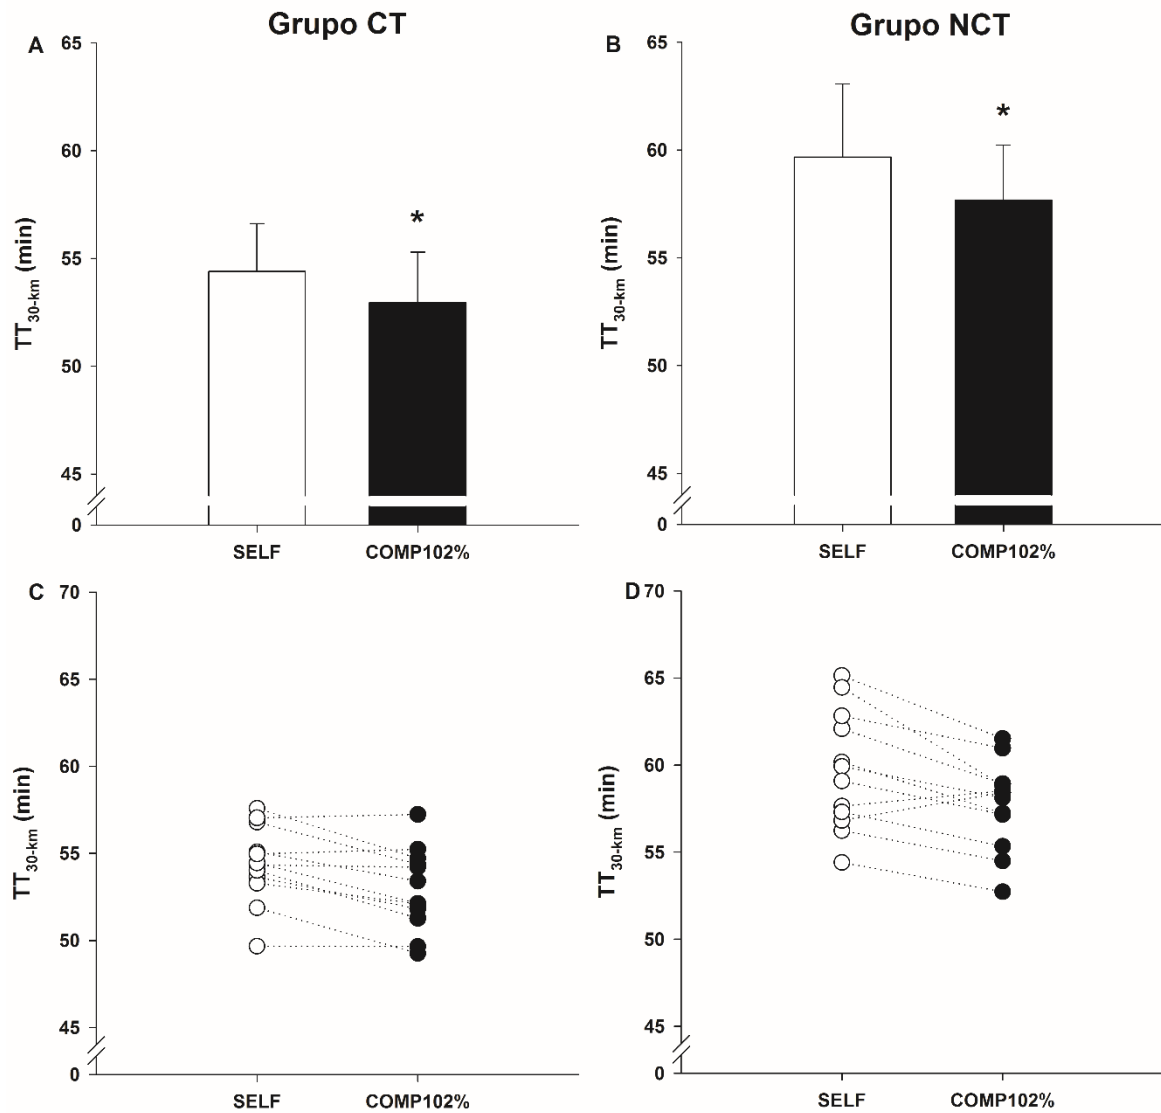 Grupo CT
Grupo NCT
A
65
60
55
50
45
0
TT30-km (min)
SELF
COMP102%
*
B
65
60
55
50
45
0
TT30-km (min)
SELF
COMP102%
*
C
70
65
60
55
50
45
0
TT30-km (min)
SELF
COMP102%
D
70
65
60
55
50
45
0
TT30-km (min)
SELF
COMP102%